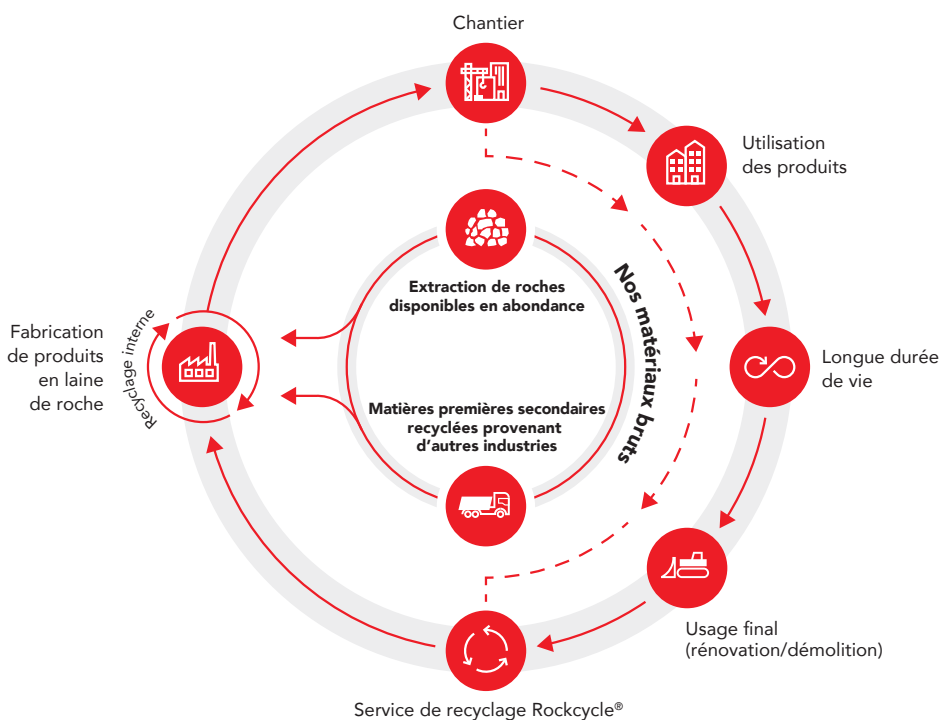 Chantier
Utilisation
des produits
Extraction de roches
disponibles en abondance
Nos matériaux bruts
Recyclage interne
Fabrication
de produits
en laine
de roche
Longue durée
de vie
Matières premières secondaires
recyclées provenant
d'autres industries
Usage final
(rénovation/démolition)
Service de recyclage Rockcycle®